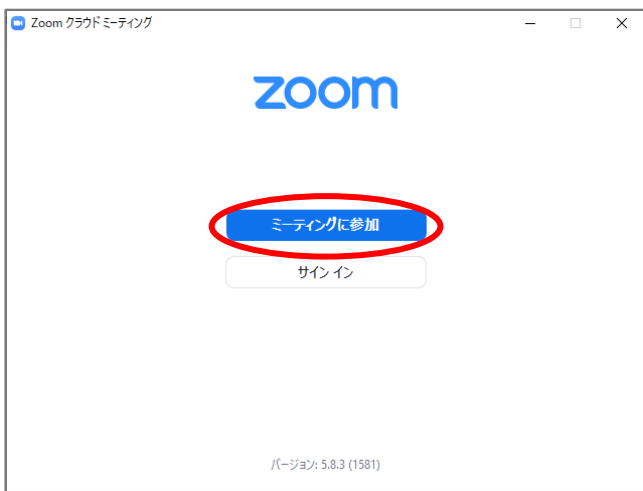 Zoom クラウド ミーティング
zoom
ミーティングに参加
サイン イン
バージョン: 5.8.3 (1581)